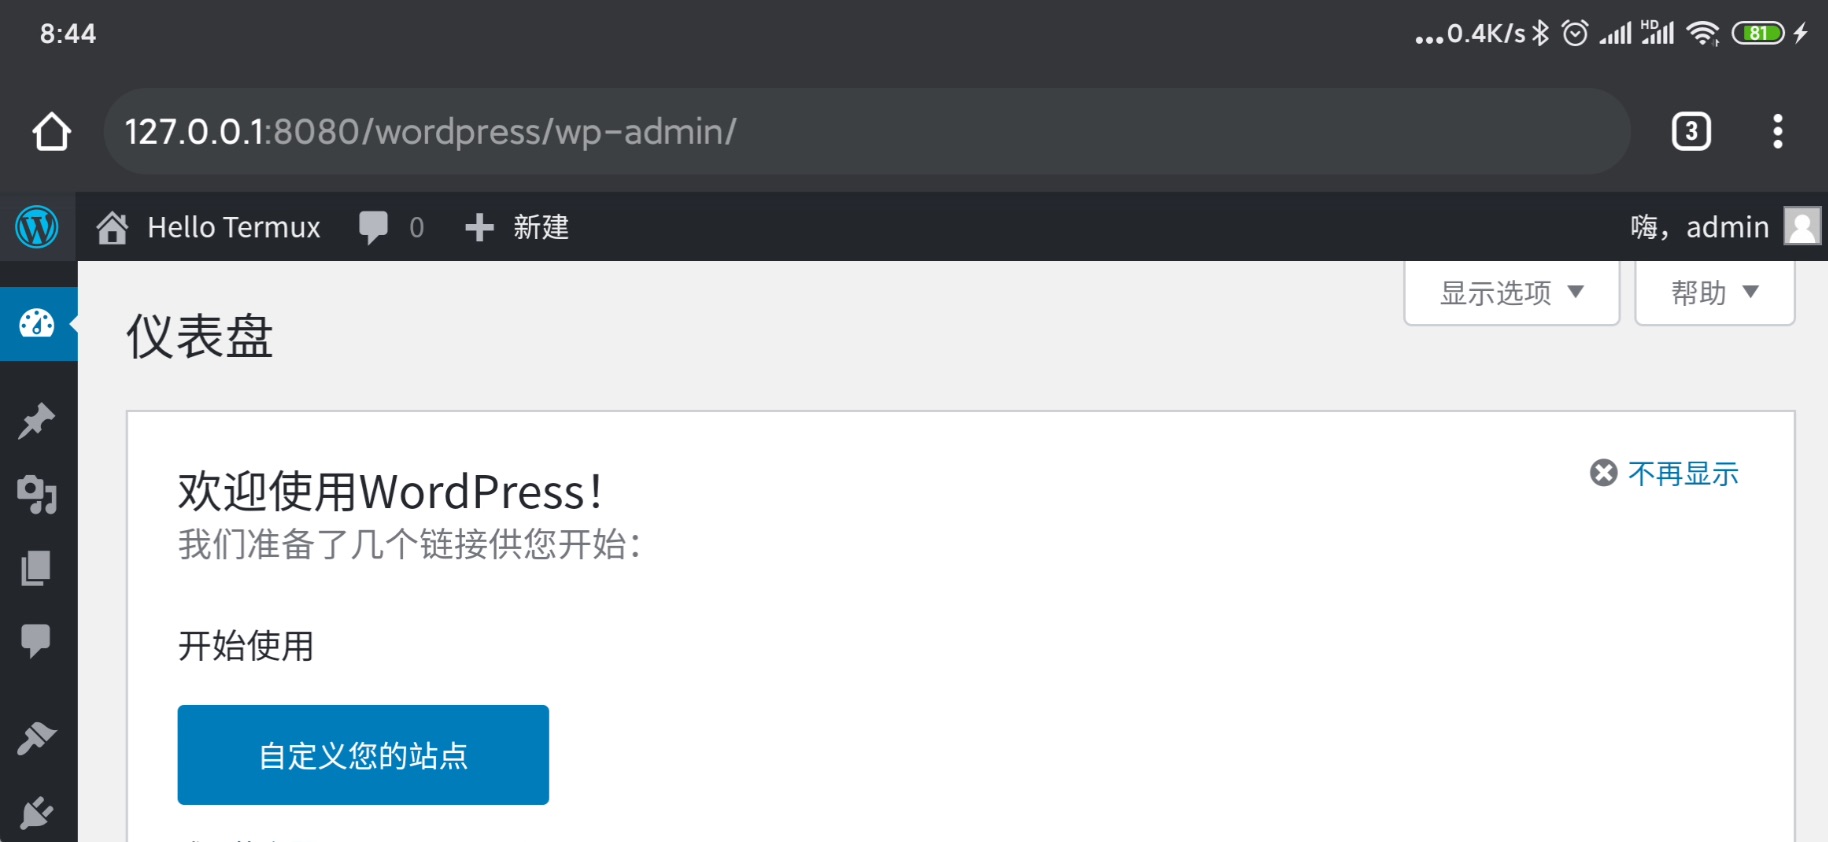 8:44
...0.4K/s HD 81
127.0.0.1:8080/wordpress/wp-admin/
3
Hello Termux 0 新建 嗨，admin
显示选项 帮助
仪表盘
欢迎使用WordPress！
不再显示
我们准备了几个链接供您开始：
开始使用
自定义您的站点